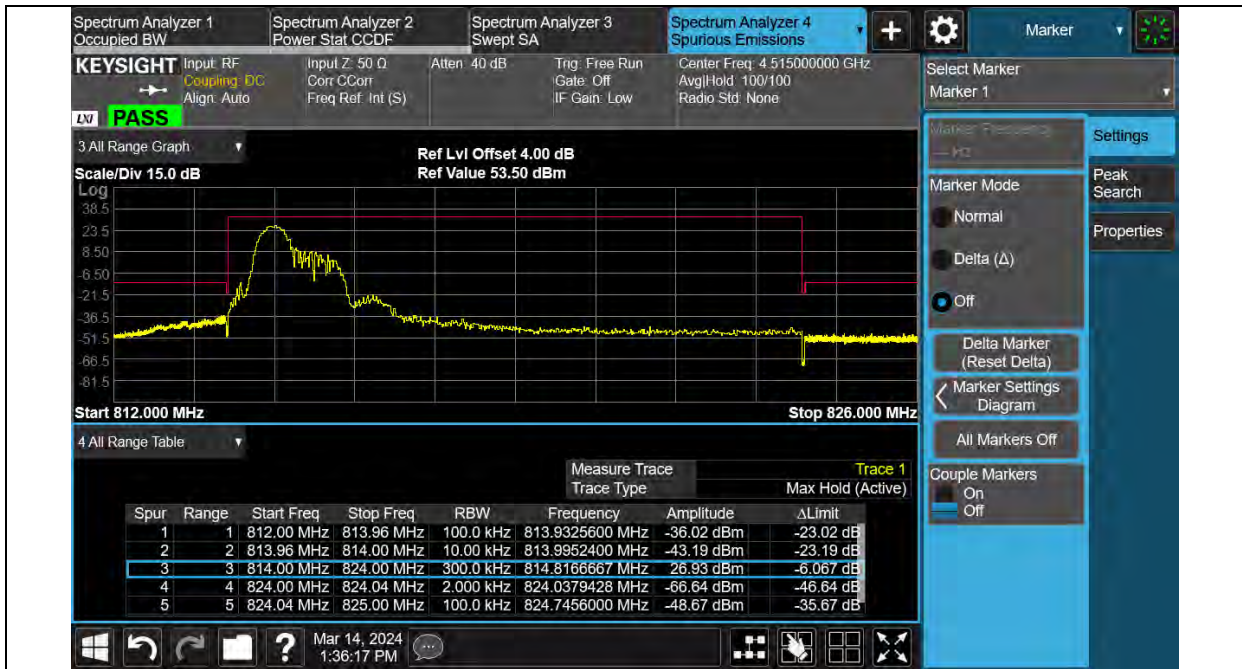 Spectrum Analyzer 1
Occupied BW
Spectrum Analyzer 2
Power Stat CCDF
Spectrum Analyzer 3
Swept SA
Spectrum Analyzer 4
Spurious Emissions
Marker
KEYSIGHT
Input: RF
Coupling: DC
Align: Auto
Input Z: 50 Ω
Corr CCorr
Freq Ref: Int (S)
Atten: 40 dB
Trig: Free Run
Gate: Off
IF Gain: Low
Center Freq: 4.515000000 GHz
Avg|Hold: 100/100
Radio Std: None
LXI PASS
Select Marker
Marker 1
3 All Range Graph
Scale/Div 15.0 dB
Ref Lvl Offset 4.00 dB
Ref Value 53.50 dBm
Log
38.5
23.5
8.50
-6.50
-21.5
-36.5
-51.5
-66.5
-81.5
Start 812.000 MHz
Stop 826.000 MHz
Marker Frequency
--- Hz
Marker Mode
Normal
Delta (Δ)
Off
Delta Marker
(Reset Delta)
Marker Settings
Diagram
All Markers Off
Couple Markers
On
Off
Settings
Peak
Search
Properties
4 All Range Table
Measure Trace Trace 1
Trace Type Max Hold (Active)
Spur Range Start Freq Stop Freq RBW Frequency Amplitude ΔLimit
1 1 812.00 MHz 813.96 MHz 100.0 kHz 813.9325600 MHz -36.02 dBm -23.02 dB
2 2 813.96 MHz 814.00 MHz 10.00 kHz 813.9952400 MHz -43.19 dBm -23.19 dB
3 3 814.00 MHz 824.00 MHz 300.0 kHz 814.8166667 MHz 26.93 dBm -6.067 dB
4 4 824.00 MHz 824.04 MHz 2.000 kHz 824.0379428 MHz -66.64 dBm -46.64 dB
5 5 824.04 MHz 825.00 MHz 100.0 kHz 824.7456000 MHz -48.67 dBm -35.67 dB
?
Mar 14, 2024
1:36:17 PM